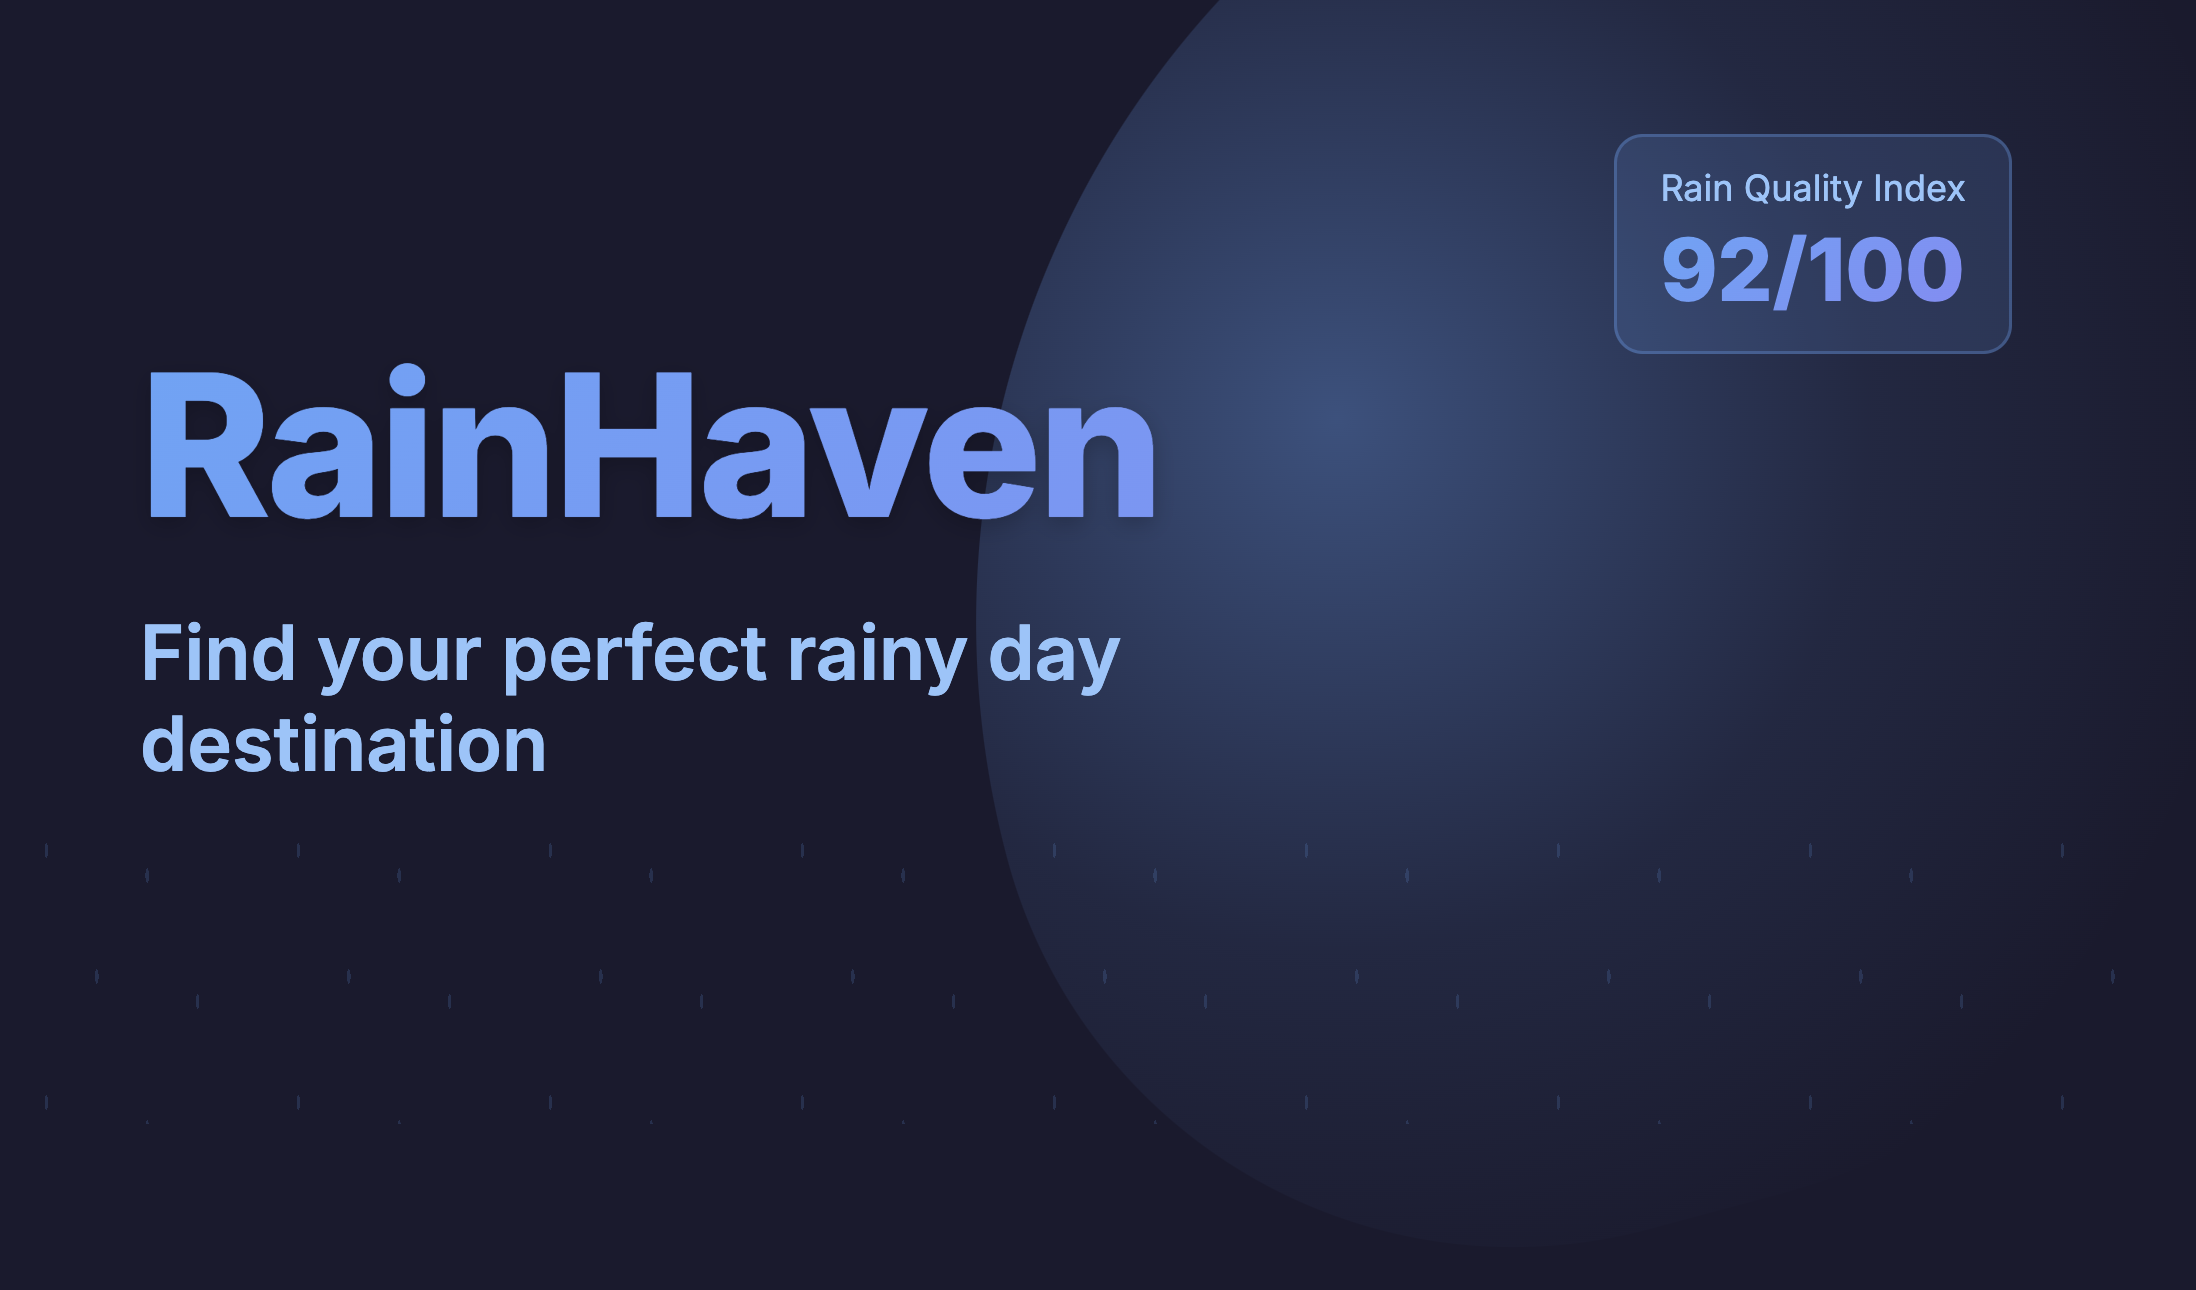 Rain Quality Index
92/100
RainHaven
Find your perfect rainy day
destination